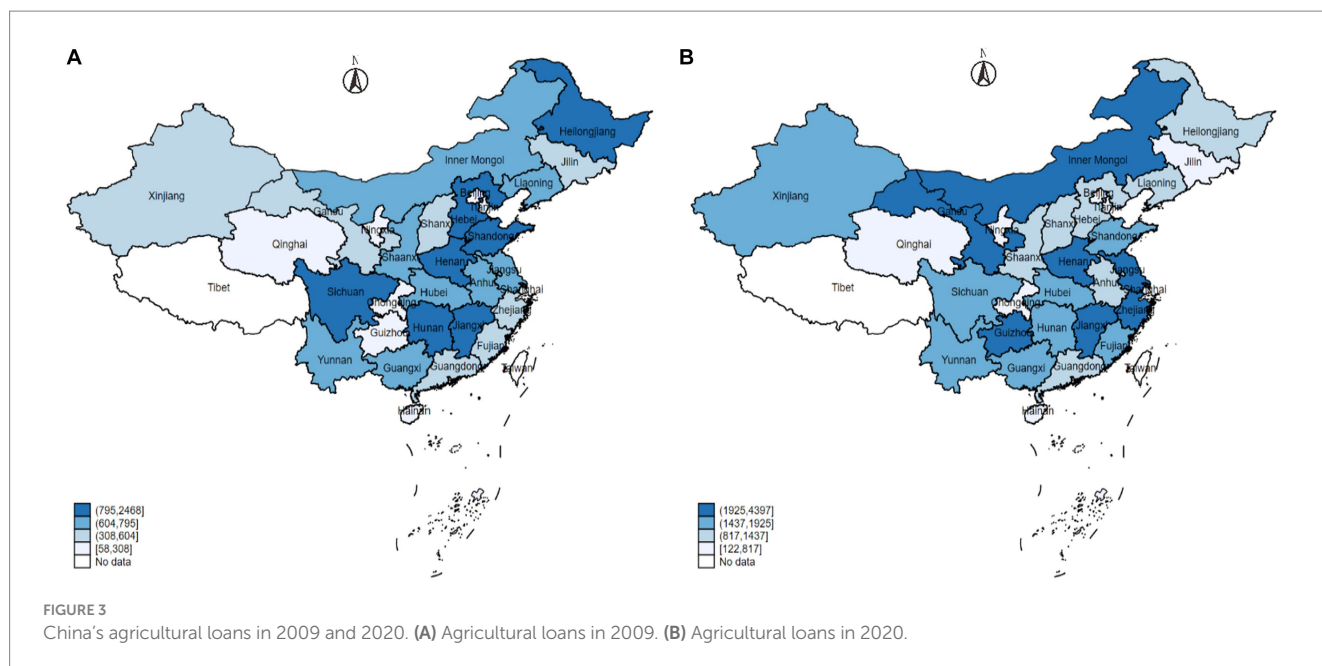 A
N
Heilongjiang
Jilin
Inner Mongol
Liaoning
Xinjiang
Beijing
Tianjin
Gansu
Hebei
Ningxia
Shanxi
Shandong
Qinghai
Shaanxi
Henan
Jiangsu
Tibet
Anhui
Shanghai
Sichuan
Hubei
Chongqing
Zhejiang
Hunan
Jiangxi
Guizhou
Fujian
Yunnan
Guangxi
Guangdong
Taiwan
Hainan
(795,2468]
(604,795]
(308,604]
[58,308]
No data
B
N
Heilongjiang
Jilin
Inner Mongol
Liaoning
Xinjiang
Beijing
Tianjin
Gansu
Hebei
Ningxia
Shanxi
Shandong
Qinghai
Shaanxi
Henan
Jiangsu
Tibet
Anhui
Shanghai
Sichuan
Hubei
Chongqing
Zhejiang
Hunan
Jiangxi
Guizhou
Fujian
Yunnan
Guangxi
Guangdong
Taiwan
Hainan
(1925,4397]
(1437,1925]
(817,1437]
[122,817]
No data
FIGURE 3
China's agricultural loans in 2009 and 2020. (A) Agricultural loans in 2009. (B) Agricultural loans in 2020.